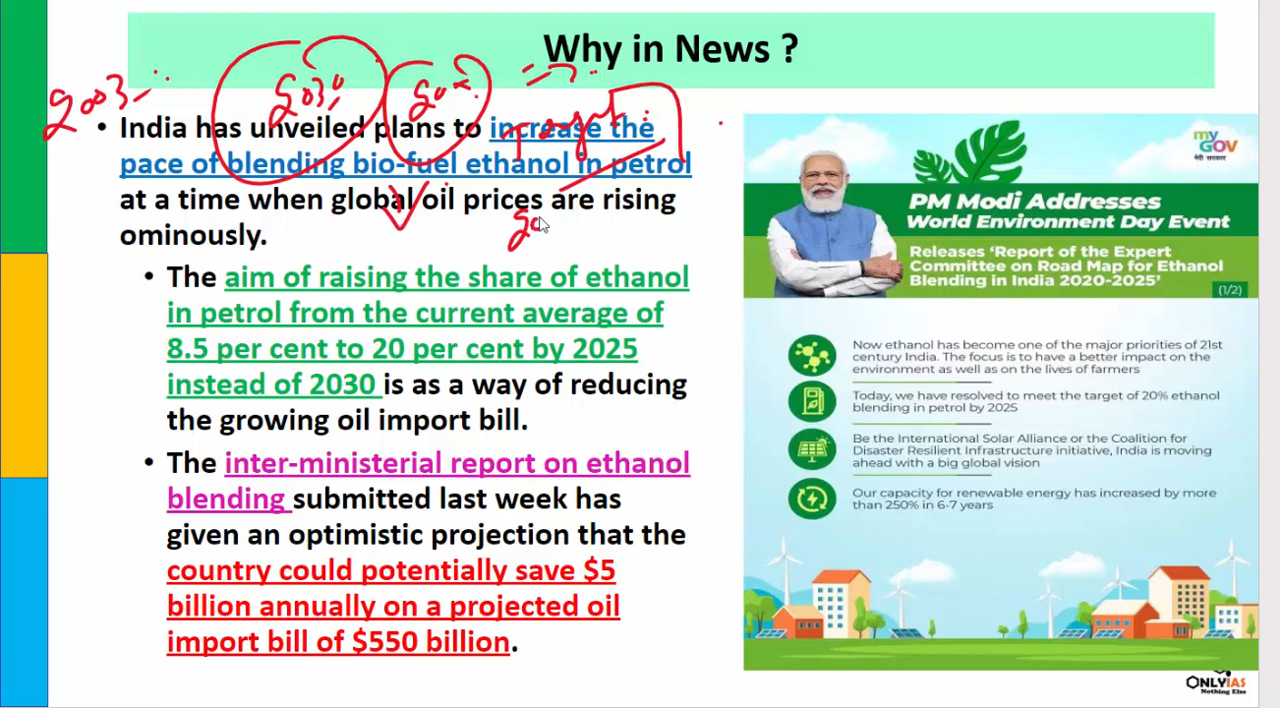 Why in News ?
2003
2030
Target
• India has unveiled plans to increase the
pace of blending bio-fuel ethanol in petrol
at a time when global oil prices are rising
ominously.
• The aim of raising the share of ethanol
in petrol from the current average of
8.5 per cent to 20 per cent by 2025
instead of 2030 is as a way of reducing
the growing oil import bill.
• The inter-ministerial report on ethanol
blending submitted last week has
given an optimistic projection that the
country could potentially save $5
billion annually on a projected oil
import bill of $550 billion.
my
GOV
मेरी सरकार
PM Modi Addresses
World Environment Day Event
Releases ‘Report of the Expert
Committee on Road Map for Ethanol
Blending in India 2020-2025’
(1/2)
Now ethanol has become one of the major priorities of 21st
century India. The focus is to have a better impact on the
environment as well as on the lives of farmers
Today, we have resolved to meet the target of 20% ethanol
blending in petrol by 2025
Be the International Solar Alliance or the Coalition for
Disaster Resilient Infrastructure initiative, India is moving
ahead with a big global vision
Our capacity for renewable energy has increased by more
than 250% in 6-7 years
ONLYIAS
Nothing Else